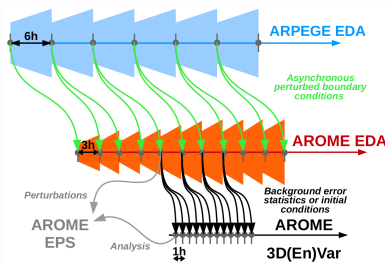 6h
ARPEGE EDA
Asynchronous
perturbed boundary
conditions
3h
AROME EDA
Perturbations
Background error
statistics or initial
conditions
AROME
EPS
Analysis
AROME
1h
3D(En)Var